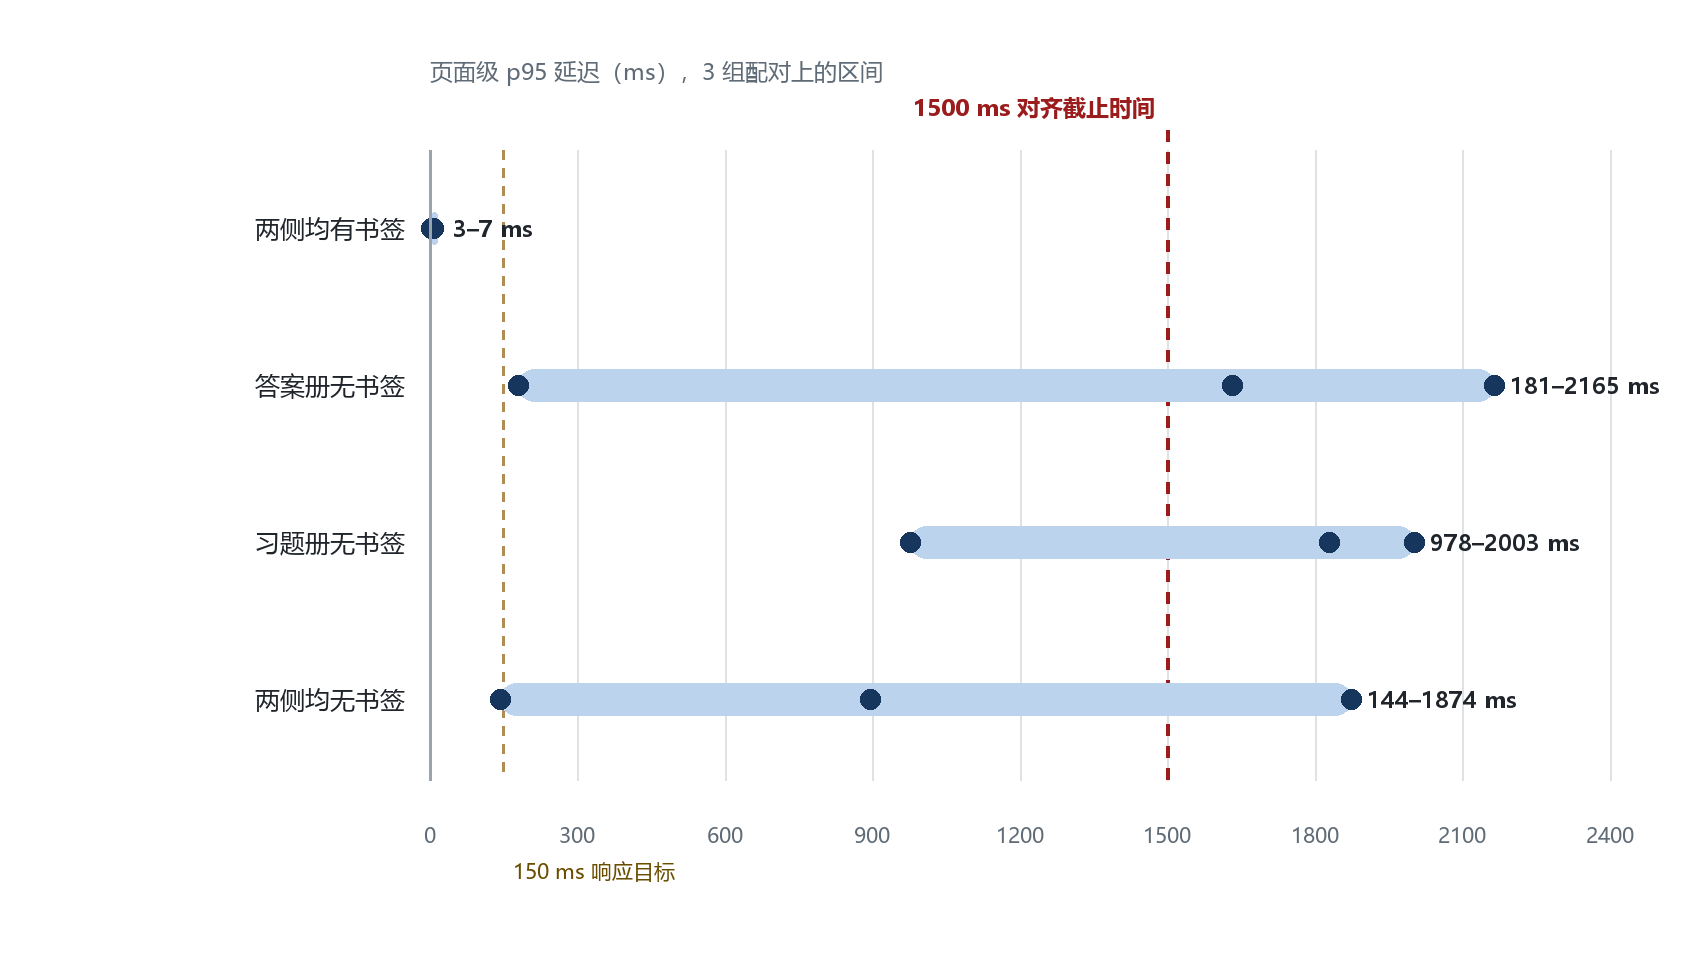 页面级 p95 延迟（ms），3 组配对上的区间
1500 ms 对齐截止时间
两侧均有书签
3–7 ms
答案册无书签
181–2165 ms
习题册无书签
978–2003 ms
两侧均无书签
144–1874 ms
0 300 600 900 1200 1500 1800 2100 2400
150 ms 响应目标